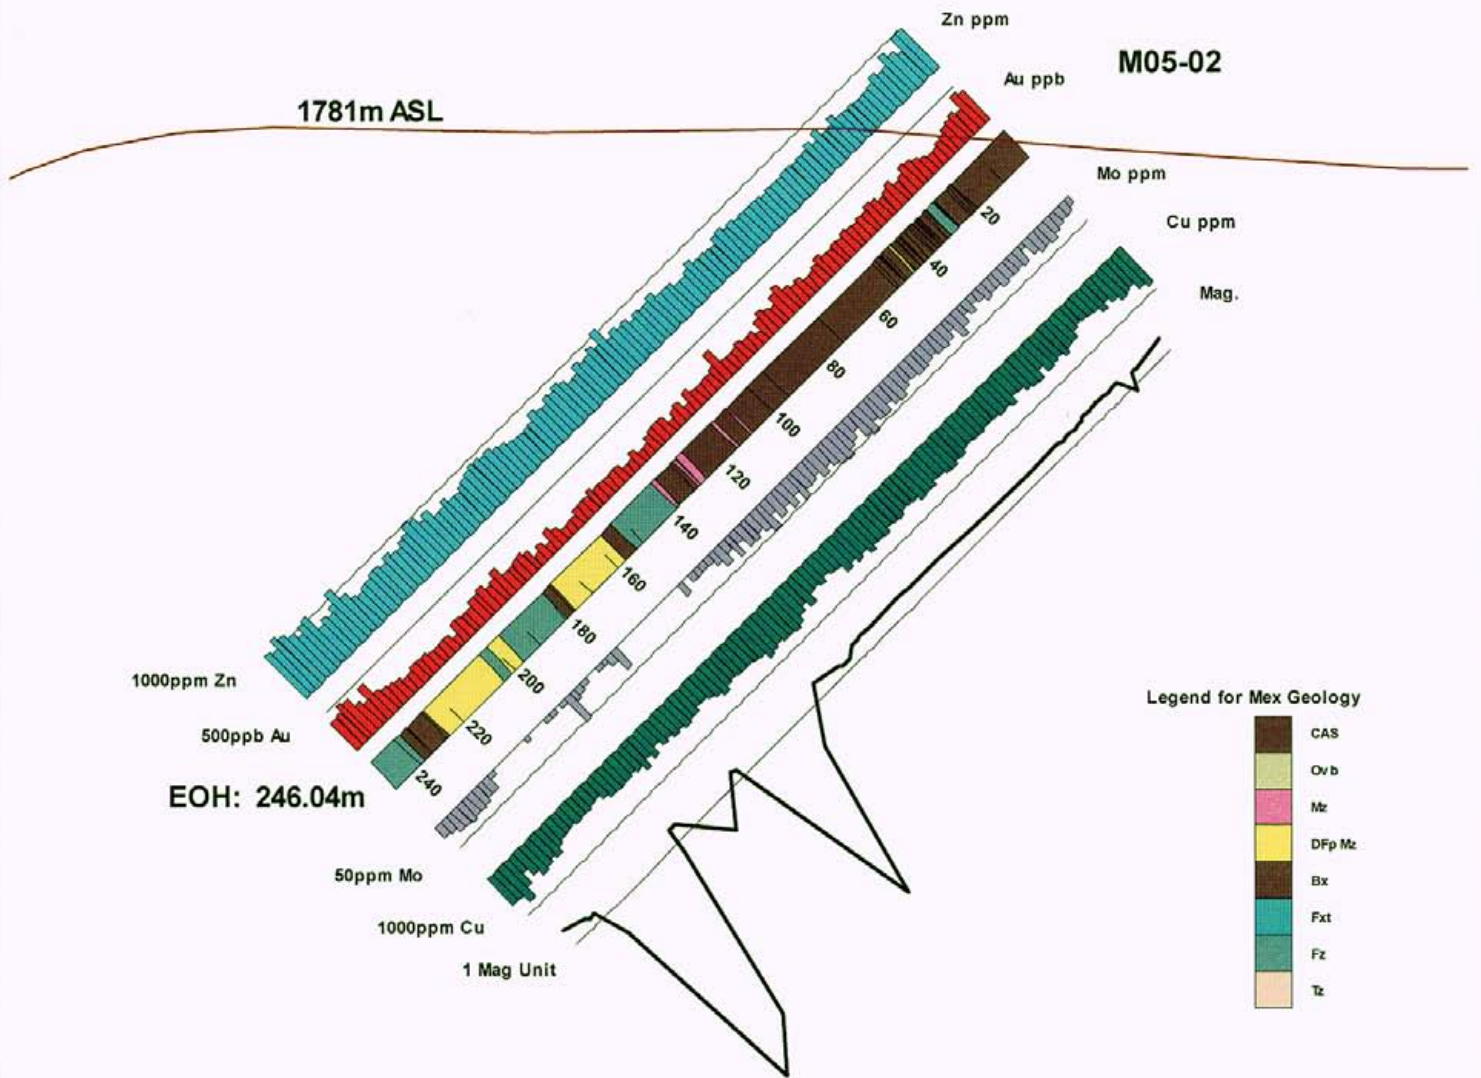 Zn ppm
M05-02
Au ppb
1781m ASL
Mo ppm
20
Cu ppm
40
Mag.
60
80
100
120
140
160
180
1000ppm Zn
200
Legend for Mex Geology
500ppb Au
220
CAS
240
Ovb
EOH: 246.04m
Mz
DFp Mz
50ppm Mo
Bx
1000ppm Cu
Fxt
Fz
1 Mag Unit
Tz